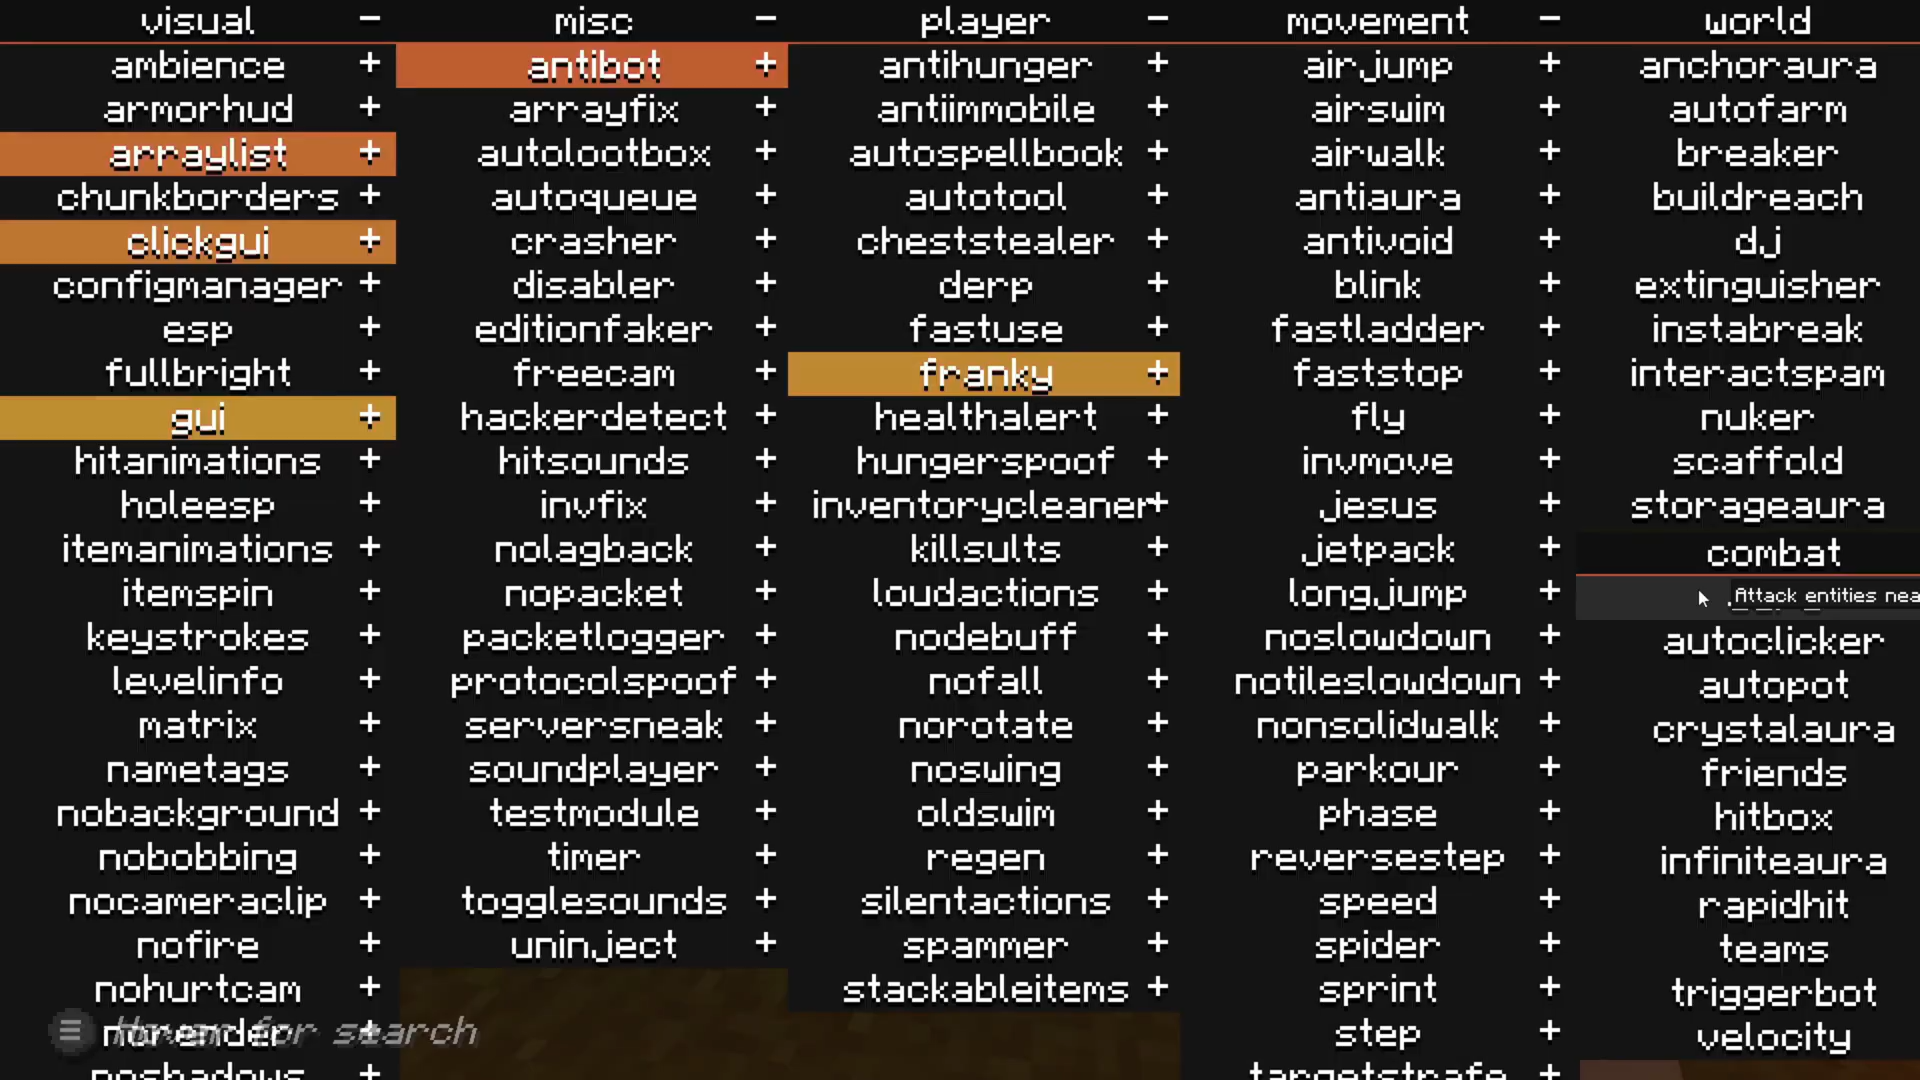 visual −
ambience +
armorhud +
arraylist +
chunkborders +
clickgui +
configmanager +
esp +
fullbright +
gui +
hitanimations +
holeesp +
itemanimations +
itemspin +
keystrokes +
levelinfo +
matrix +
nametags +
nobackground +
nobobbing +
nocameraclip +
nofire +
nohurtcam +
norender +
noshadows +
Hover for search
misc −
antibot +
arrayfix +
autolootbox +
autoqueue +
crasher +
disabler +
editionfaker +
freecam +
hackerdetect +
hitsounds +
invfix +
nolagback +
nopacket +
packetlogger +
protocolspoof +
serversneak +
soundplayer +
testmodule +
timer +
togglesounds +
uninject +
player −
antihunger +
antiimmobile +
autospellbook +
autotool +
cheststealer +
derp +
fastuse +
franky +
healthalert +
hungerspoof +
inventorycleaner+
killsults +
loudactions +
nodebuff +
nofall +
norotate +
noswing +
oldswim +
regen +
silentactions +
spammer +
stackableitems +
movement −
airjump +
airswim +
airwalk +
antiaura +
antivoid +
blink +
fastladder +
faststop +
fly +
invmove +
jesus +
jetpack +
longjump +
noslowdown +
notileslowdown +
nonsolidwalk +
parkour +
phase +
reversestep +
speed +
spider +
sprint +
step +
targetstrafe +
world
anchoraura
autofarm
breaker
buildreach
dj
extinguisher
instabreak
interactspam
nuker
scaffold
storageaura
combat
Attack entities nea
autoclicker
autopot
crystalaura
friends
hitbox
infiniteaura
rapidhit
teams
triggerbot
velocity